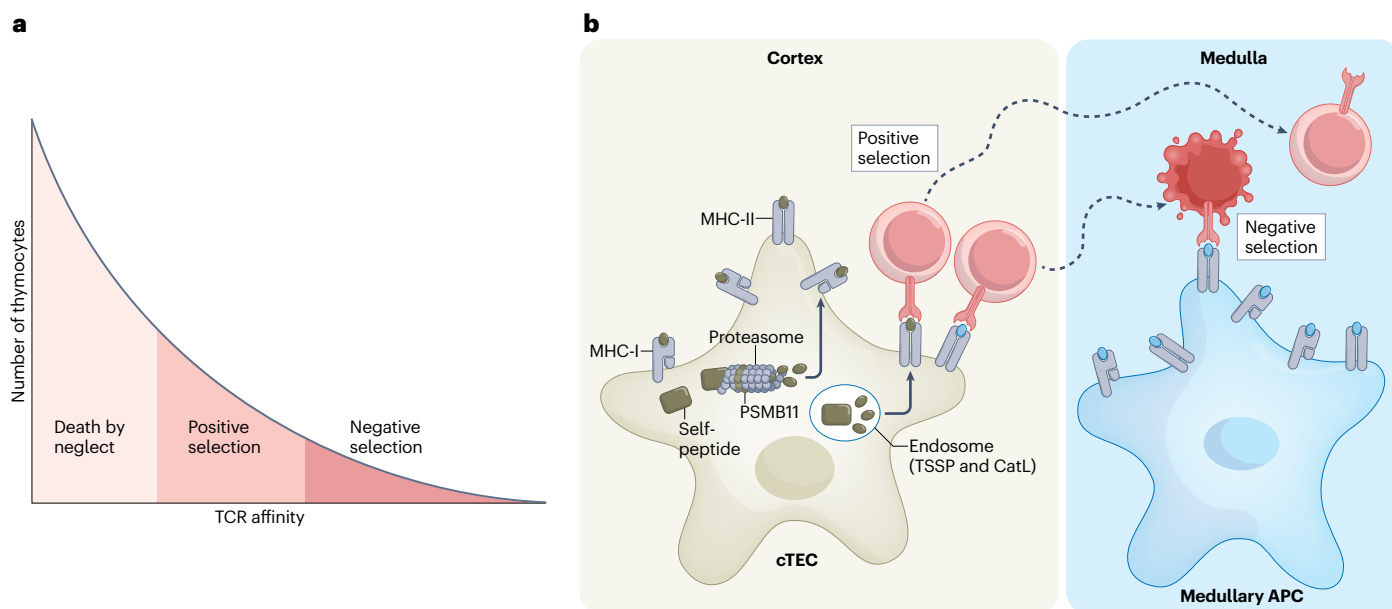 a
Number of thymocytes
Death by
neglect
Positive
selection
Negative
selection
TCR affinity
b
Cortex
Medulla
Positive
selection
MHC-II
Negative
selection
MHC-I
Proteasome
PSMB11
Self-
peptide
Endosome
(TSSP and CatL)
cTEC
Medullary APC